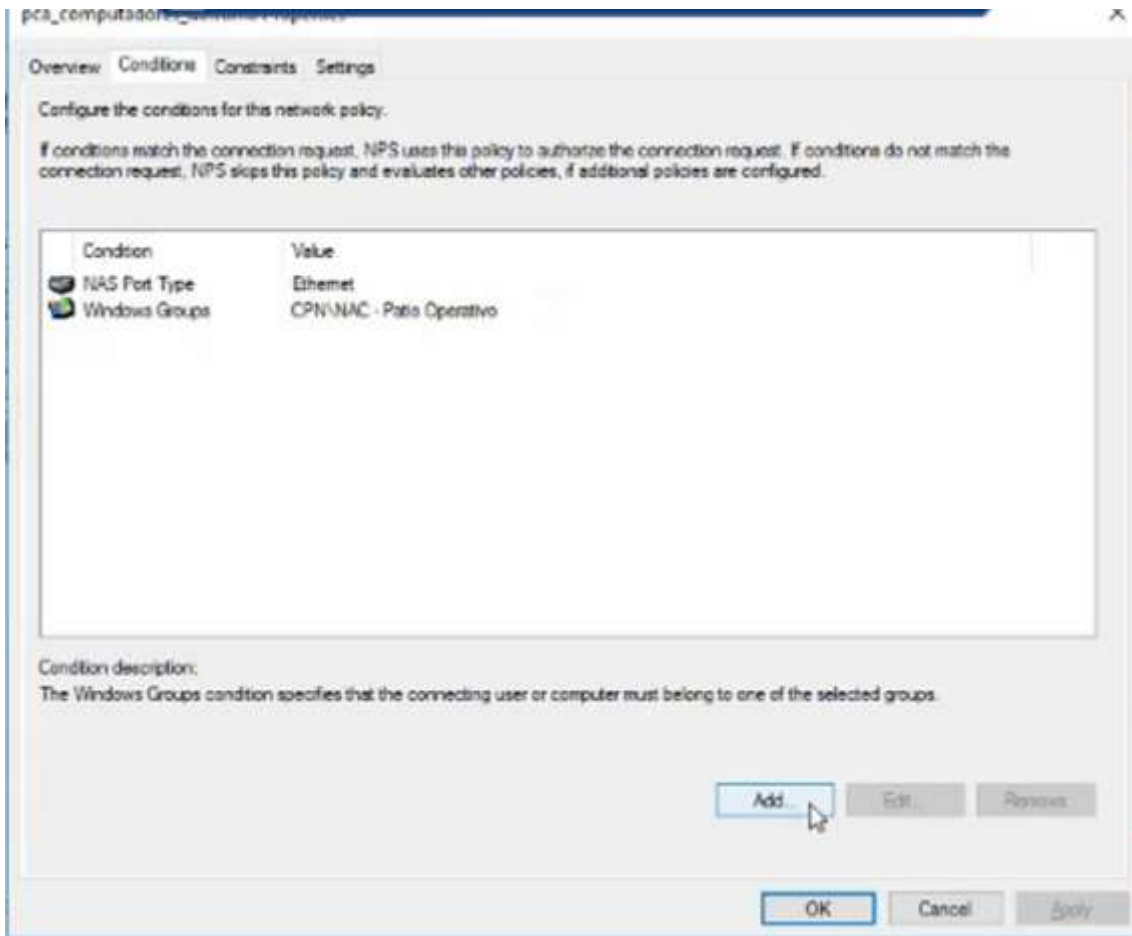 Overview Conditions Constraints Settings
Configure the conditions for this network policy.
If conditions match the connection request, NPS uses this policy to authorize the connection request. If conditions do not match the
connection request, NPS skips this policy and evaluates other policies, if additional policies are configured.
Condition Value
NAS Port Type Ethernet
Windows Groups CPN\NAC - Patio Operativo
Condition description:
The Windows Groups condition specifies that the connecting user or computer must belong to one of the selected groups.
Add... Edit... Remove
OK Cancel Apply